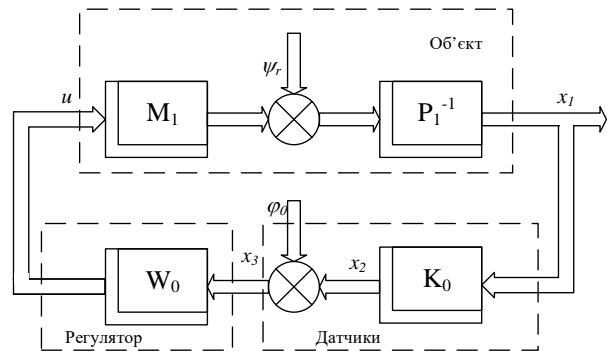 Об’єкт
ψr
u
x1
M1
P1-1
φ0
x3
x2
W0
K0
Регулятор
Датчики